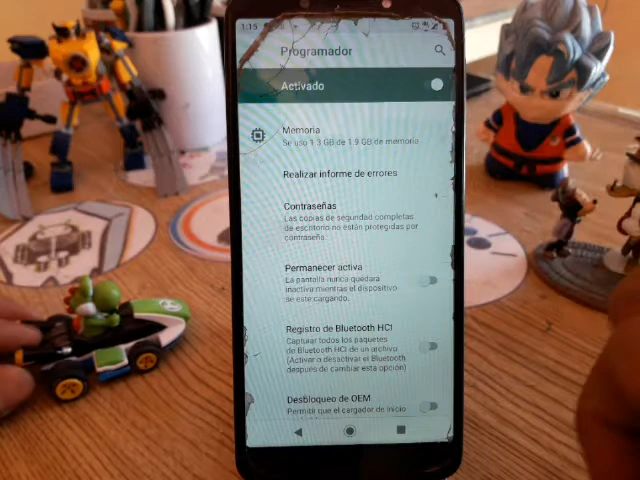 1:15
Programador
Activado
Memoria
Se usó 1.3 GB de 1.9 GB de memoria
Realizar informe de errores
Contraseñas
Las copias de seguridad completas
de escritorio no están protegidas por
contraseña.
Permanecer activa
La pantalla nunca quedará
inactiva mientras el dispositivo
se esté cargando.
Registro de Bluetooth HCI
Capturar todos los paquetes
de Bluetooth HCI de un archivo
(Activar o desactivar el Bluetooth
después de cambiar esta opción)
Desbloqueo de OEM
Permitir que el cargador de inicio